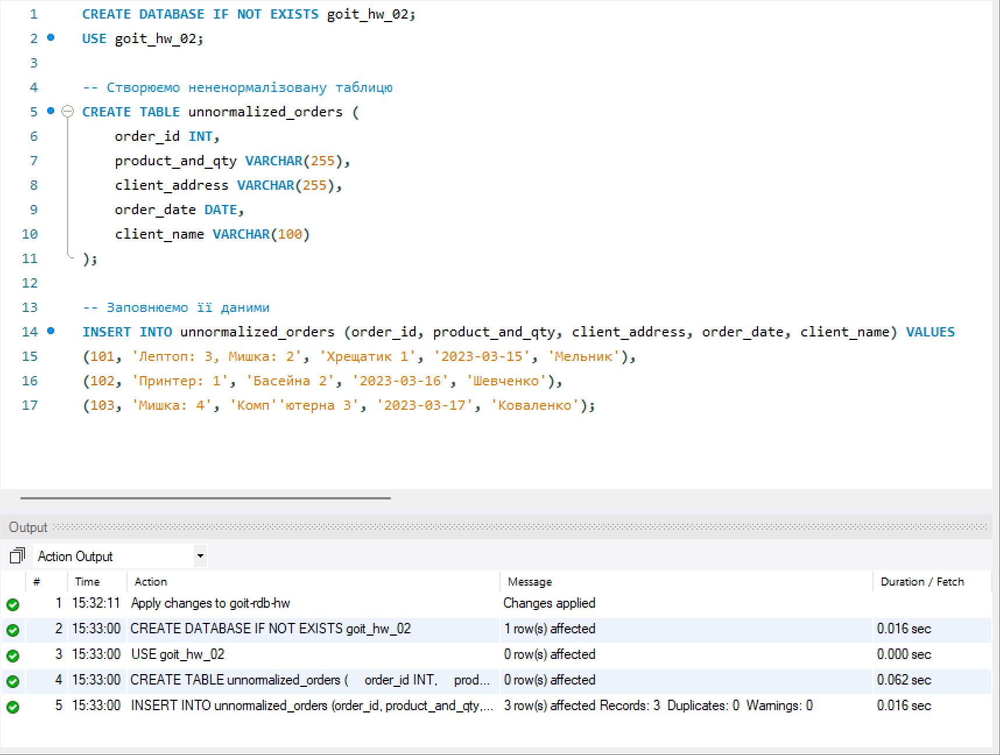 1 CREATE DATABASE IF NOT EXISTS goit_hw_02;
2 USE goit_hw_02;
3
4 -- Створюємо нененормалізовану таблицю
5 CREATE TABLE unnormalized_orders (
6 order_id INT,
7 product_and_qty VARCHAR(255),
8 client_address VARCHAR(255),
9 order_date DATE,
10 client_name VARCHAR(100)
11 );
12
13 -- Заповнюємо її даними
14 INSERT INTO unnormalized_orders (order_id, product_and_qty, client_address, order_date, client_name) VALUES
15 (101, 'Лептоп: 3, Мишка: 2', 'Хрещатик 1', '2023-03-15', 'Мельник'),
16 (102, 'Принтер: 1', 'Басейна 2', '2023-03-16', 'Шевченко'),
17 (103, 'Мишка: 4', 'Комп''ютерна 3', '2023-03-17', 'Коваленко');
Output
Action Output
# Time Action Message Duration / Fetch
1 15:32:11 Apply changes to goit-rdb-hw Changes applied
2 15:33:00 CREATE DATABASE IF NOT EXISTS goit_hw_02 1 row(s) affected 0.016 sec
3 15:33:00 USE goit_hw_02 0 row(s) affected 0.000 sec
4 15:33:00 CREATE TABLE unnormalized_orders ( order_id INT, prod... 0 row(s) affected 0.062 sec
5 15:33:00 INSERT INTO unnormalized_orders (order_id, product_and_qty,... 3 row(s) affected Records: 3 Duplicates: 0 Warnings: 0 0.016 sec